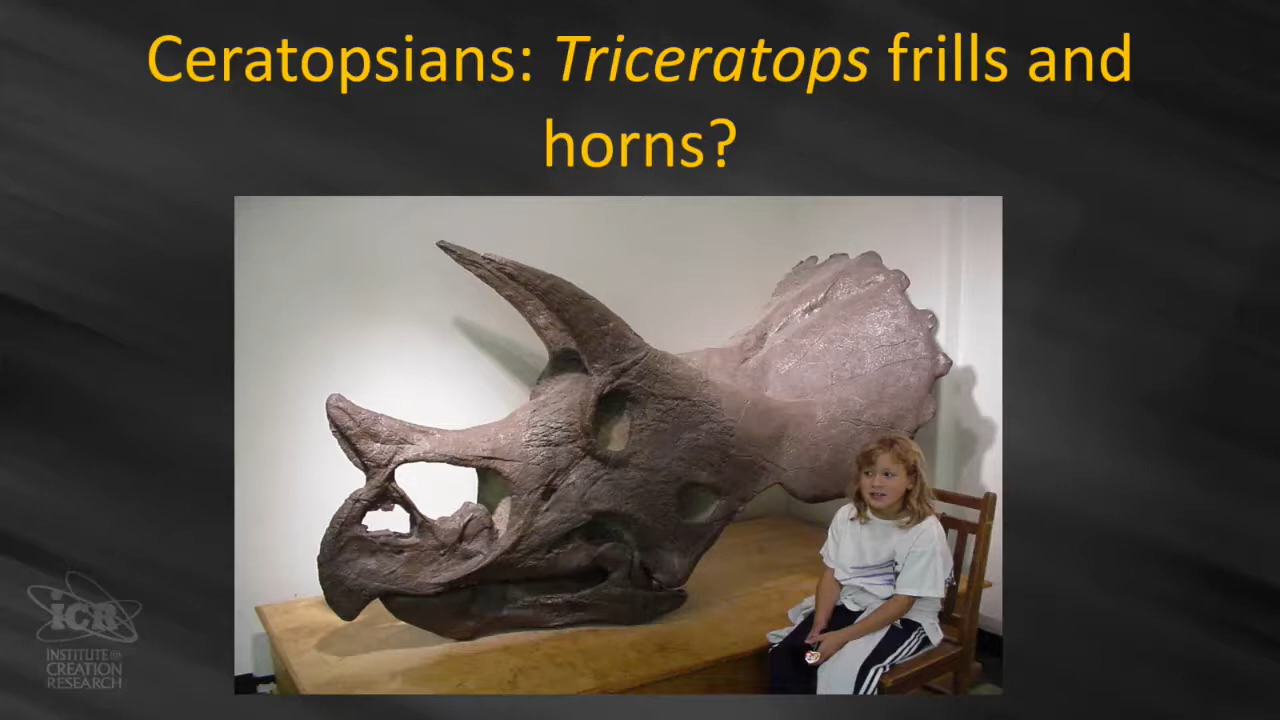 Ceratopsians: Triceratops frills and
horns?
iCR
INSTITUTE for
CREATION
RESEARCH